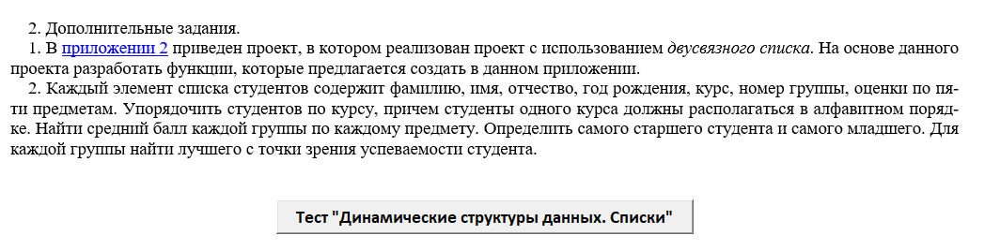 2. Дополнительные задания.
1. В приложении 2 приведен проект, в котором реализован проект с использованием двусвязного списка. На основе данного
проекта разработать функции, которые предлагается создать в данном приложении.
2. Каждый элемент списка студентов содержит фамилию, имя, отчество, год рождения, курс, номер группы, оценки по пя-
ти предметам. Упорядочить студентов по курсу, причем студенты одного курса должны располагаться в алфавитном поряд-
ке. Найти средний балл каждой группы по каждому предмету. Определить самого старшего студента и самого младшего. Для
каждой группы найти лучшего с точки зрения успеваемости студента.
Тест "Динамические структуры данных. Списки"